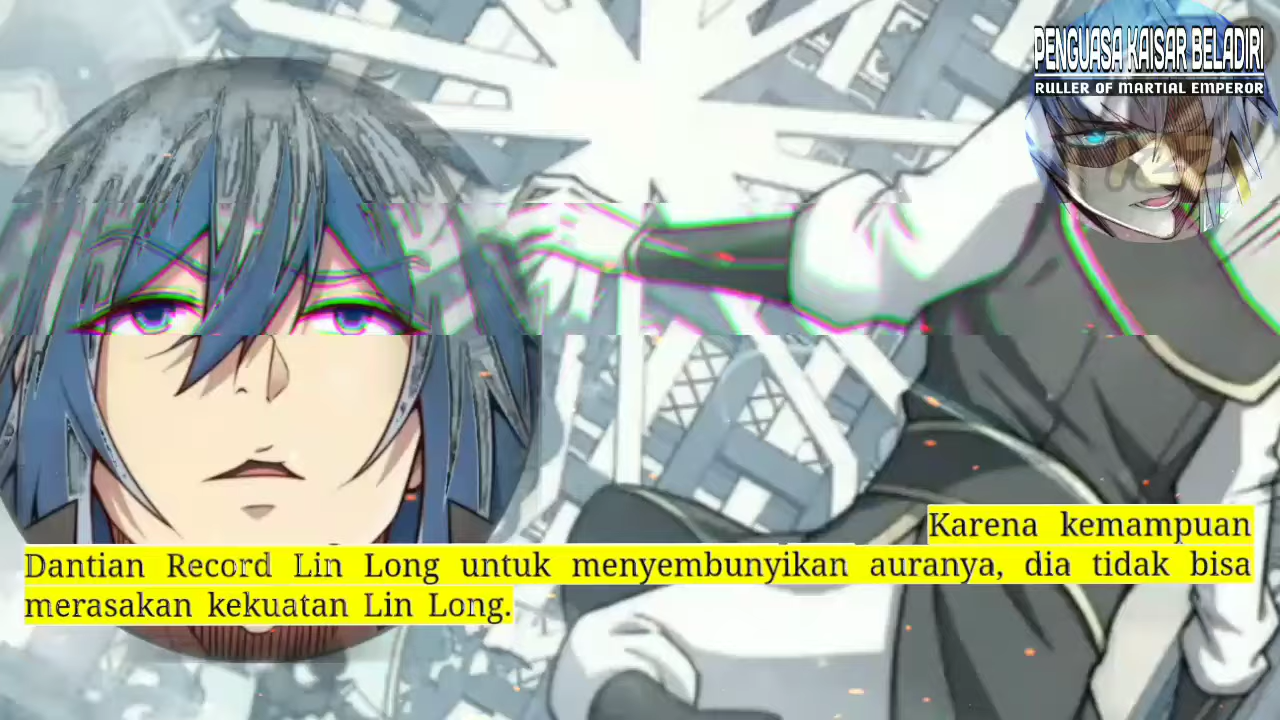 PENGUASA KAISAR BELADIRI
RULLER OF MARTIAL EMPEROR
Karena kemampuan
Dantian Record Lin Long untuk menyembunyikan auranya, dia tidak bisa
merasakan kekuatan Lin Long.